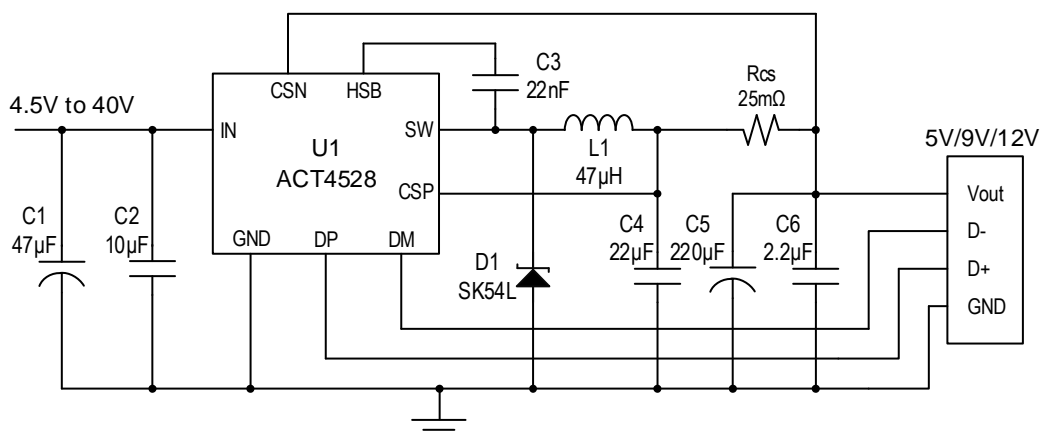 4.5V to 40V
CSN
HSB
C3
22nF
Rcs
25mΩ
IN
U1
ACT4528
SW
CSP
L1
47μH
5V/9V/12V
C1
47μF
C2
10μF
GND
DP
DM
D1
SK54L
C4
22μF
C5
220μF
C6
2.2μF
Vout
D-
D+
GND